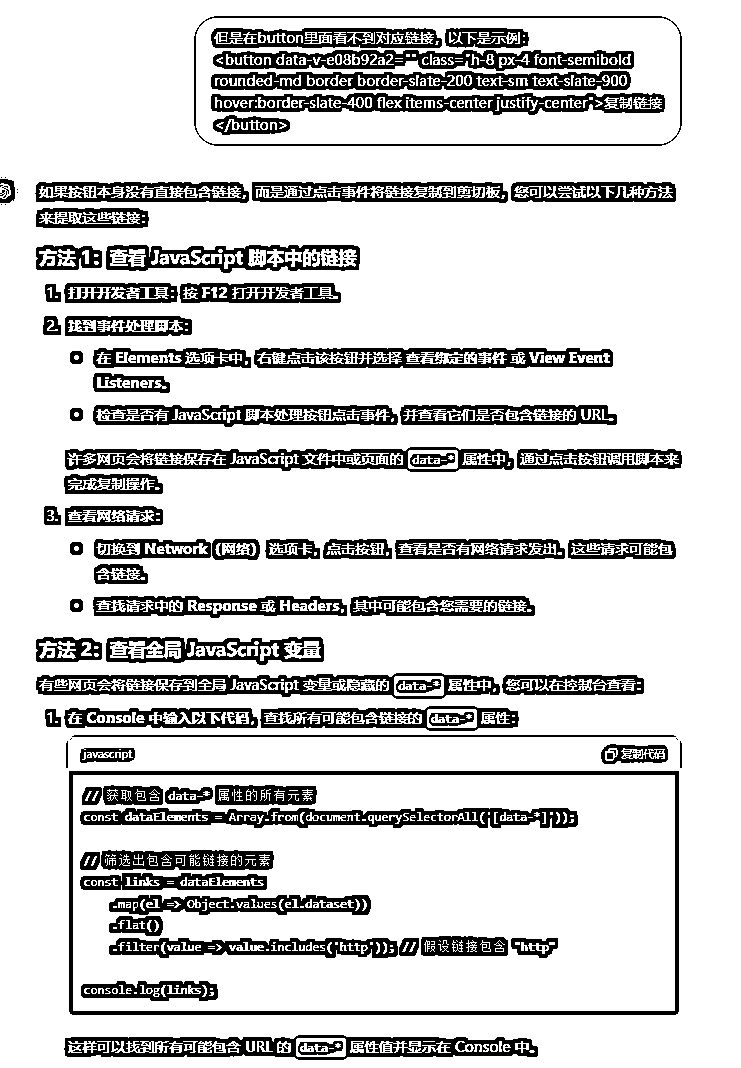 但是在button里面看不到对应链接，以下是示例：
<button data-v-e08b92a2="" class="h-8 px-4 font-semibold
rounded-md border border-slate-200 text-sm text-slate-900
hover:border-slate-400 flex items-center justify-center">复制链接
</button>
如果按钮本身没有直接包含链接，而是通过点击事件将链接复制到剪切板，您可以尝试以下几种方法
来提取这些链接：
方法 1：查看 JavaScript 脚本中的链接
1. 打开开发者工具：按 F12 打开开发者工具。
2. 找到事件处理脚本：
在 Elements 选项卡中，右键点击该按钮并选择 查看绑定的事件 或 View Event
Listeners。
检查是否有 JavaScript 脚本处理按钮点击事件，并查看它们是否包含链接的 URL。
许多网页会将链接保存在 JavaScript 文件中或页面的 data-* 属性中，通过点击按钮调用脚本来
完成复制操作。
3. 查看网络请求：
切换到 Network（网络） 选项卡，点击按钮，查看是否有网络请求发出。这些请求可能包
含链接。
查找请求中的 Response 或 Headers，其中可能包含您需要的链接。
方法 2：查看全局 JavaScript 变量
有些网页会将链接保存到全局 JavaScript 变量或隐藏的 data-* 属性中，您可以在控制台查看：
1. 在 Console 中输入以下代码，查找所有可能包含链接的 data-* 属性：
javascript
复制代码
// 获取包含 data-* 属性的所有元素
const dataElements = Array.from(document.querySelectorAll('[data-*]'));
// 筛选出包含可能链接的元素
const links = dataElements
.map(el => Object.values(el.dataset))
.flat()
.filter(value => value.includes('http')); // 假设链接包含 "http"
console.log(links);
这样可以找到所有可能包含 URL 的 data-* 属性值并显示在 Console 中。